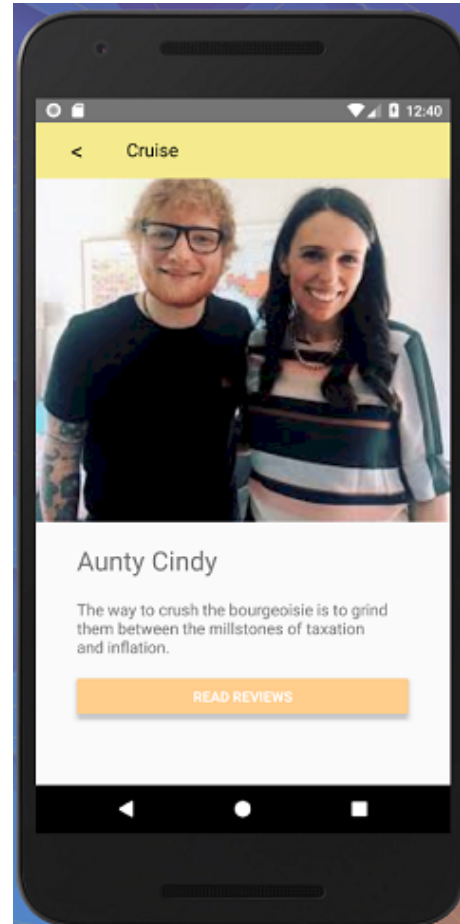 12:40
< Cruise
Aunty Cindy
The way to crush the bourgeoisie is to grind
them between the millstones of taxation
and inflation.
READ REVIEWS